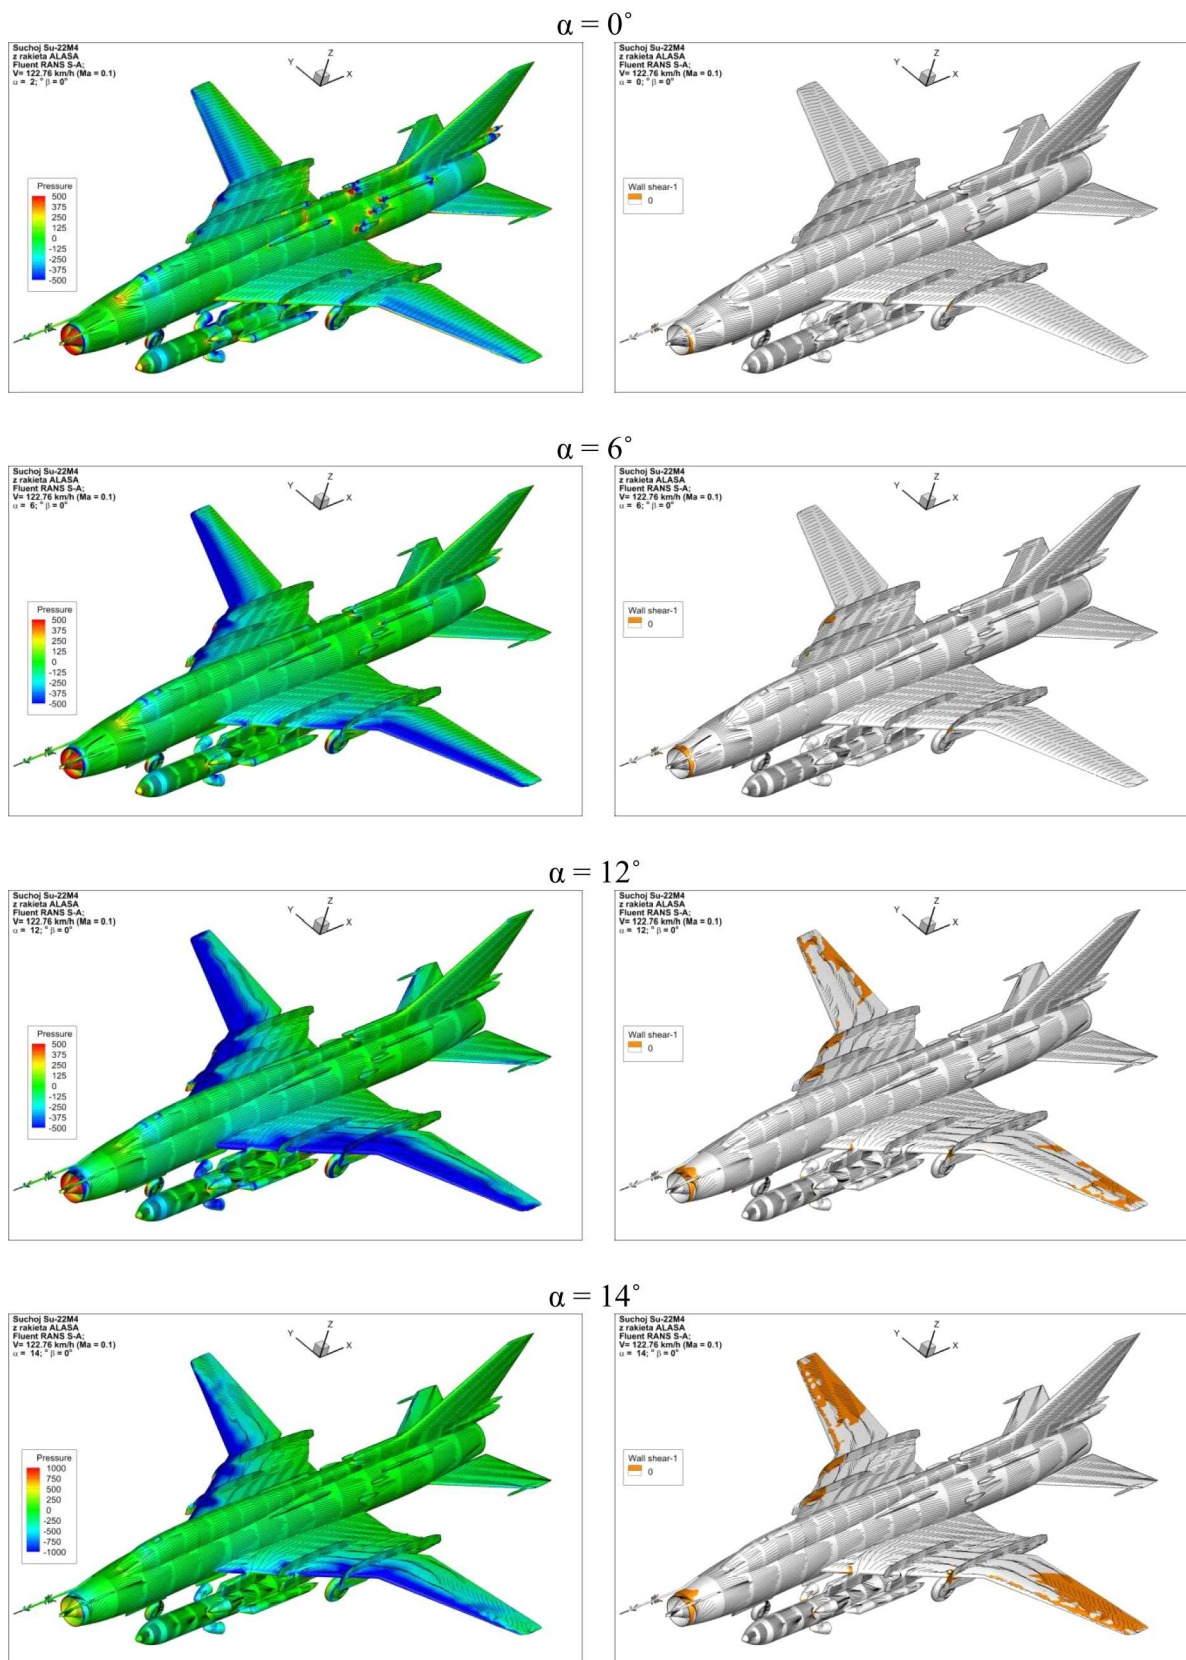 α = 0°
Suchoj Su-22M4
z rakieta ALASA
Fluent RANS S-A;
V= 122.76 km/h (Ma = 0.1)
α = 2; ° β = 0°
Z
Y
X
Pressure
500
375
250
125
0
-125
-250
-375
-500
Suchoj Su-22M4
z rakieta ALASA
Fluent RANS S-A;
V= 122.76 km/h (Ma = 0.1)
α = 0; ° β = 0°
Z
Y
X
Wall shear-1
0
α = 6°
Suchoj Su-22M4
z rakieta ALASA
Fluent RANS S-A;
V= 122.76 km/h (Ma = 0.1)
α = 6; ° β = 0°
Z
Y
X
Pressure
500
375
250
125
0
-125
-250
-375
-500
Suchoj Su-22M4
z rakieta ALASA
Fluent RANS S-A;
V= 122.76 km/h (Ma = 0.1)
α = 6; ° β = 0°
Z
Y
X
Wall shear-1
0
α = 12°
Suchoj Su-22M4
z rakieta ALASA
Fluent RANS S-A;
V= 122.76 km/h (Ma = 0.1)
α = 12; ° β = 0°
Z
Y
X
Pressure
500
375
250
125
0
-125
-250
-375
-500
Suchoj Su-22M4
z rakieta ALASA
Fluent RANS S-A;
V= 122.76 km/h (Ma = 0.1)
α = 12; ° β = 0°
Z
Y
X
Wall shear-1
0
α = 14°
Suchoj Su-22M4
z rakieta ALASA
Fluent RANS S-A;
V= 122.76 km/h (Ma = 0.1)
α = 14; ° β = 0°
Z
Y
X
Pressure
1000
750
500
250
0
-250
-500
-750
-1000
Suchoj Su-22M4
z rakieta ALASA
Fluent RANS S-A;
V= 122.76 km/h (Ma = 0.1)
α = 14; ° β = 0°
Z
Y
X
Wall shear-1
0